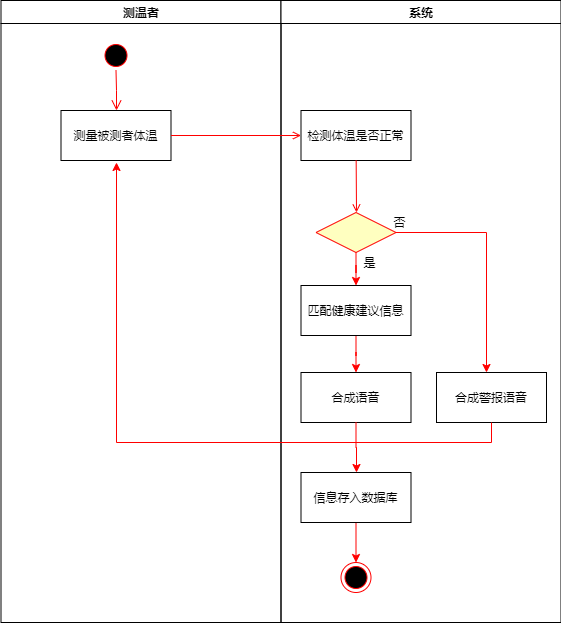 测温者
系统
测量被测者体温
检测体温是否正常
否
是
匹配健康建议信息
合成语音
合成警报语音
信息存入数据库